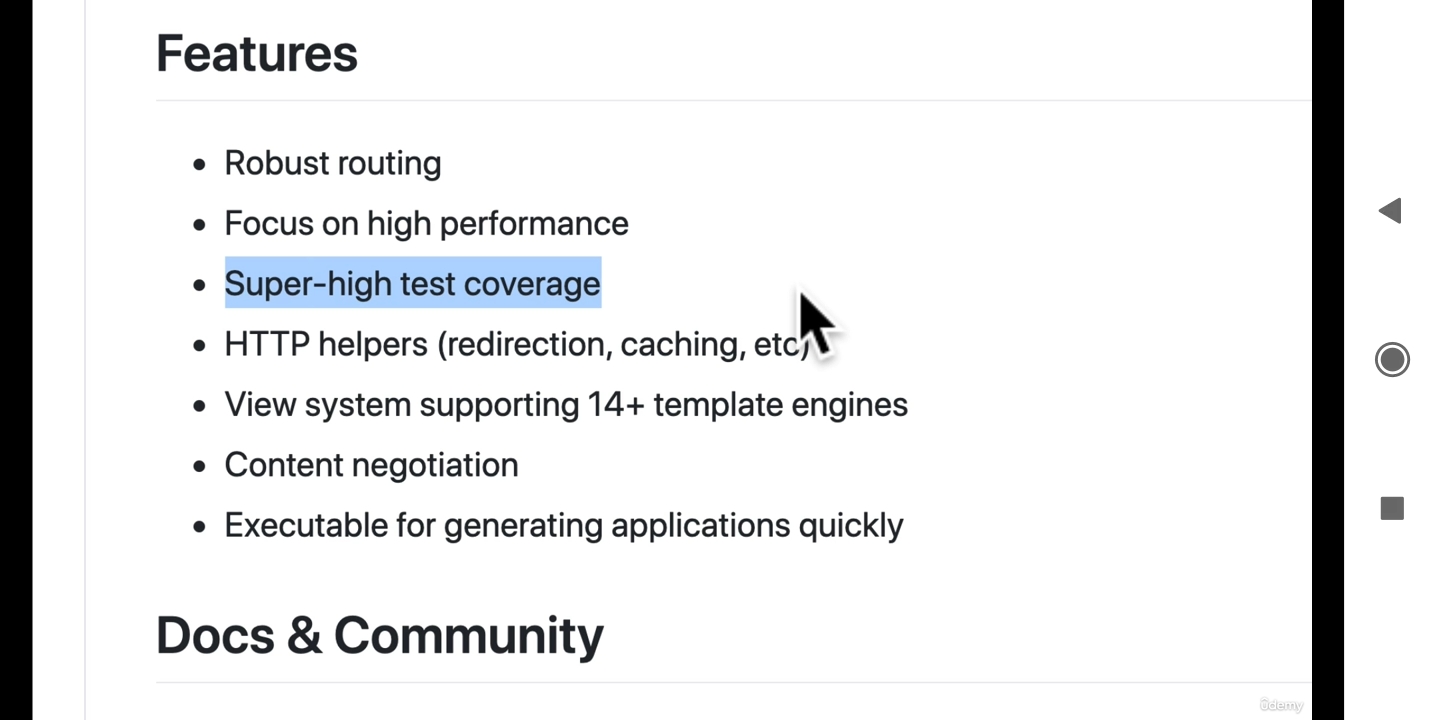 Features
Robust routing
Focus on high performance
Super-high test coverage
HTTP helpers (redirection, caching, etc)
View system supporting 14+ template engines
Content negotiation
Executable for generating applications quickly
Docs & Community
ûdemy